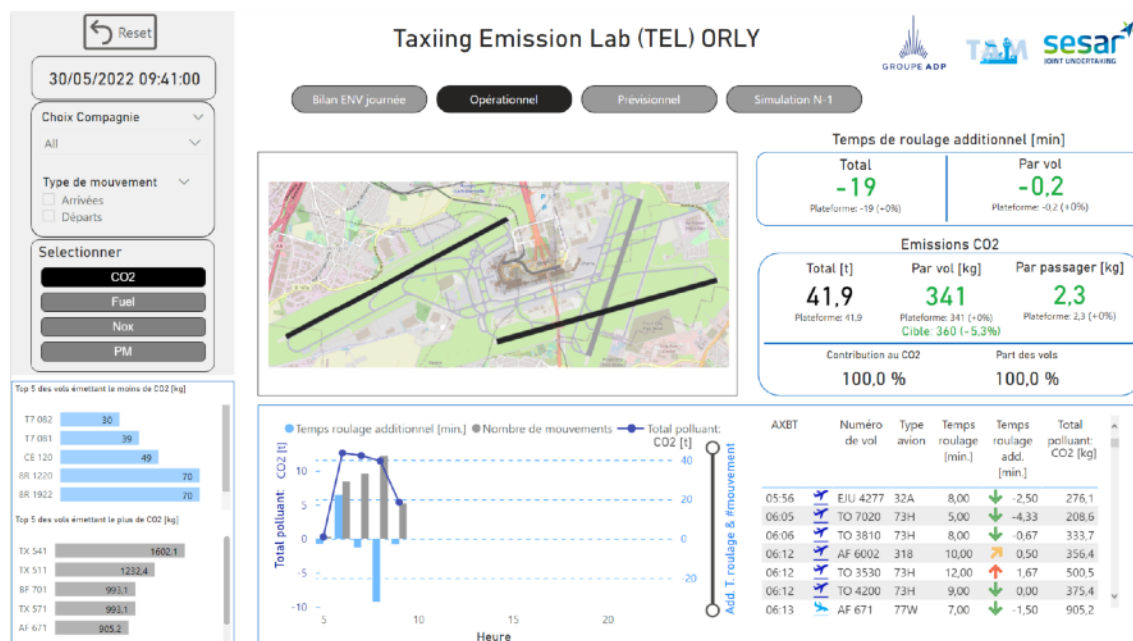 Reset
Taxiing Emission Lab (TEL) ORLY
GROUPE ADP
TAM
sesar
JOINT UNDERTAKING
30/05/2022 09:41:00
Bilan ENV journée
Opérationnel
Prévisionnel
Simulation N-1
Choix Compagnie
All
Type de mouvement
Arrivées
Départs
Selectionner
CO2
Fuel
Nox
PM
Temps de roulage additionnel [min]
Total
-19
Plateforme: -19 (+0%)
Par vol
-0,2
Plateforme: -0,2 (+0%)
Emissions CO2
Total [t]
41,9
Plateforme: 41,9
Par vol [kg]
341
Plateforme: 341 (+0%)
Cible: 360 (-5,3%)
Par passager [kg]
2,3
Plateforme: 2,3 (+0%)
Contribution au CO2
100,0 %
Part des vols
100,0 %
Top 5 des vols émettant le moins de CO2 [kg]
T7 082 30
T7 081 39
CE 120 49
8R 1220 70
8R 1922 70
Top 5 des vols émettant le plus de CO2 [kg]
TX 541 1602,1
TX 511 1232,4
BF 701 993,1
TX 571 993,1
AF 671 905,2
Temps roulage additionnel [min.] Nombre de mouvements Total polluant: CO2 [t]
Total polluant: CO2 [t]
10
5
0
-5
-10
40
20
0
-20
Add. T. roulage & #mouvement
5 10 15 20
Heure
AXBT Numéro de vol Type avion Temps roulage [min.] Temps roulage add. [min.] Total polluant: CO2 [kg]
05:56 EJU 4277 32A 8,00 -2,50 276,1
06:05 TO 7020 73H 5,00 -4,33 208,6
06:06 TO 3810 73H 8,00 -0,67 333,7
06:12 AF 6002 318 10,00 0,50 356,4
06:12 TO 3530 73H 12,00 1,67 500,5
06:12 TO 4200 73H 9,00 0,00 375,4
06:13 AF 671 77W 7,00 -1,50 905,2